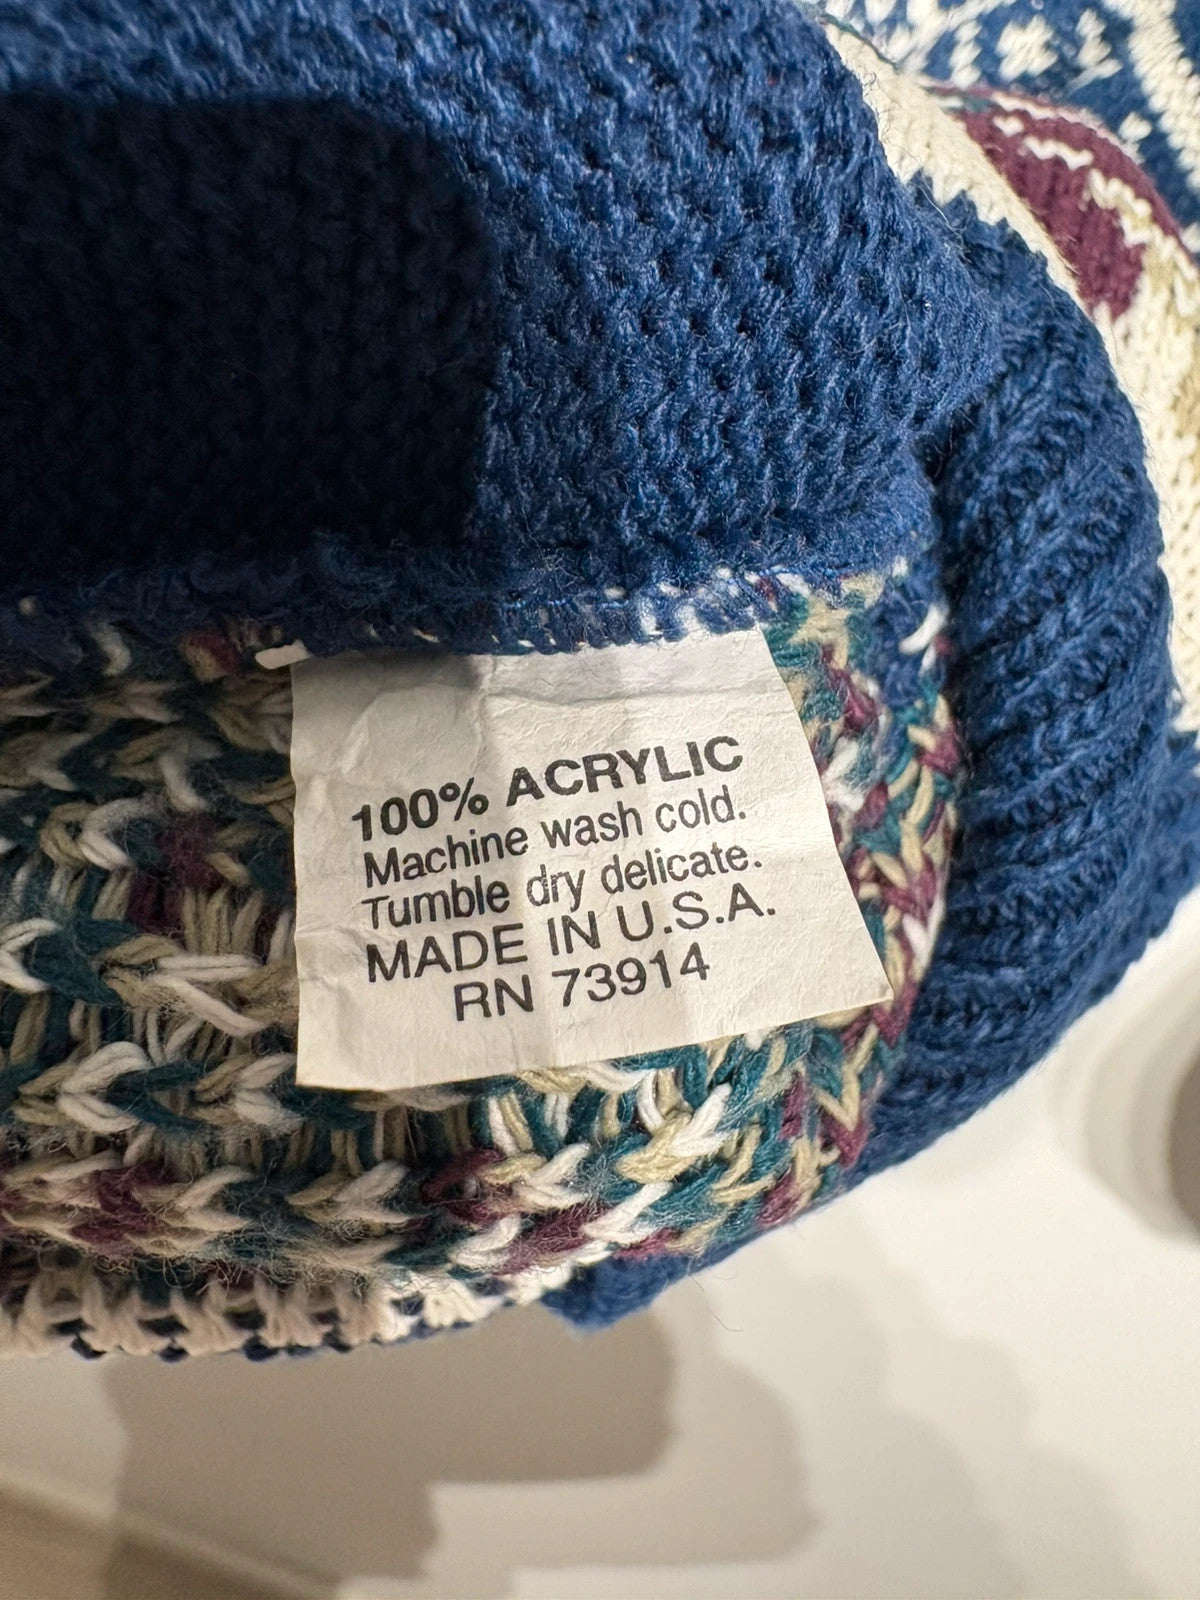 100% ACRYLIC
Machine wash cold.
Tumble dry delicate.
MADE IN U.S.A.
RN 73914